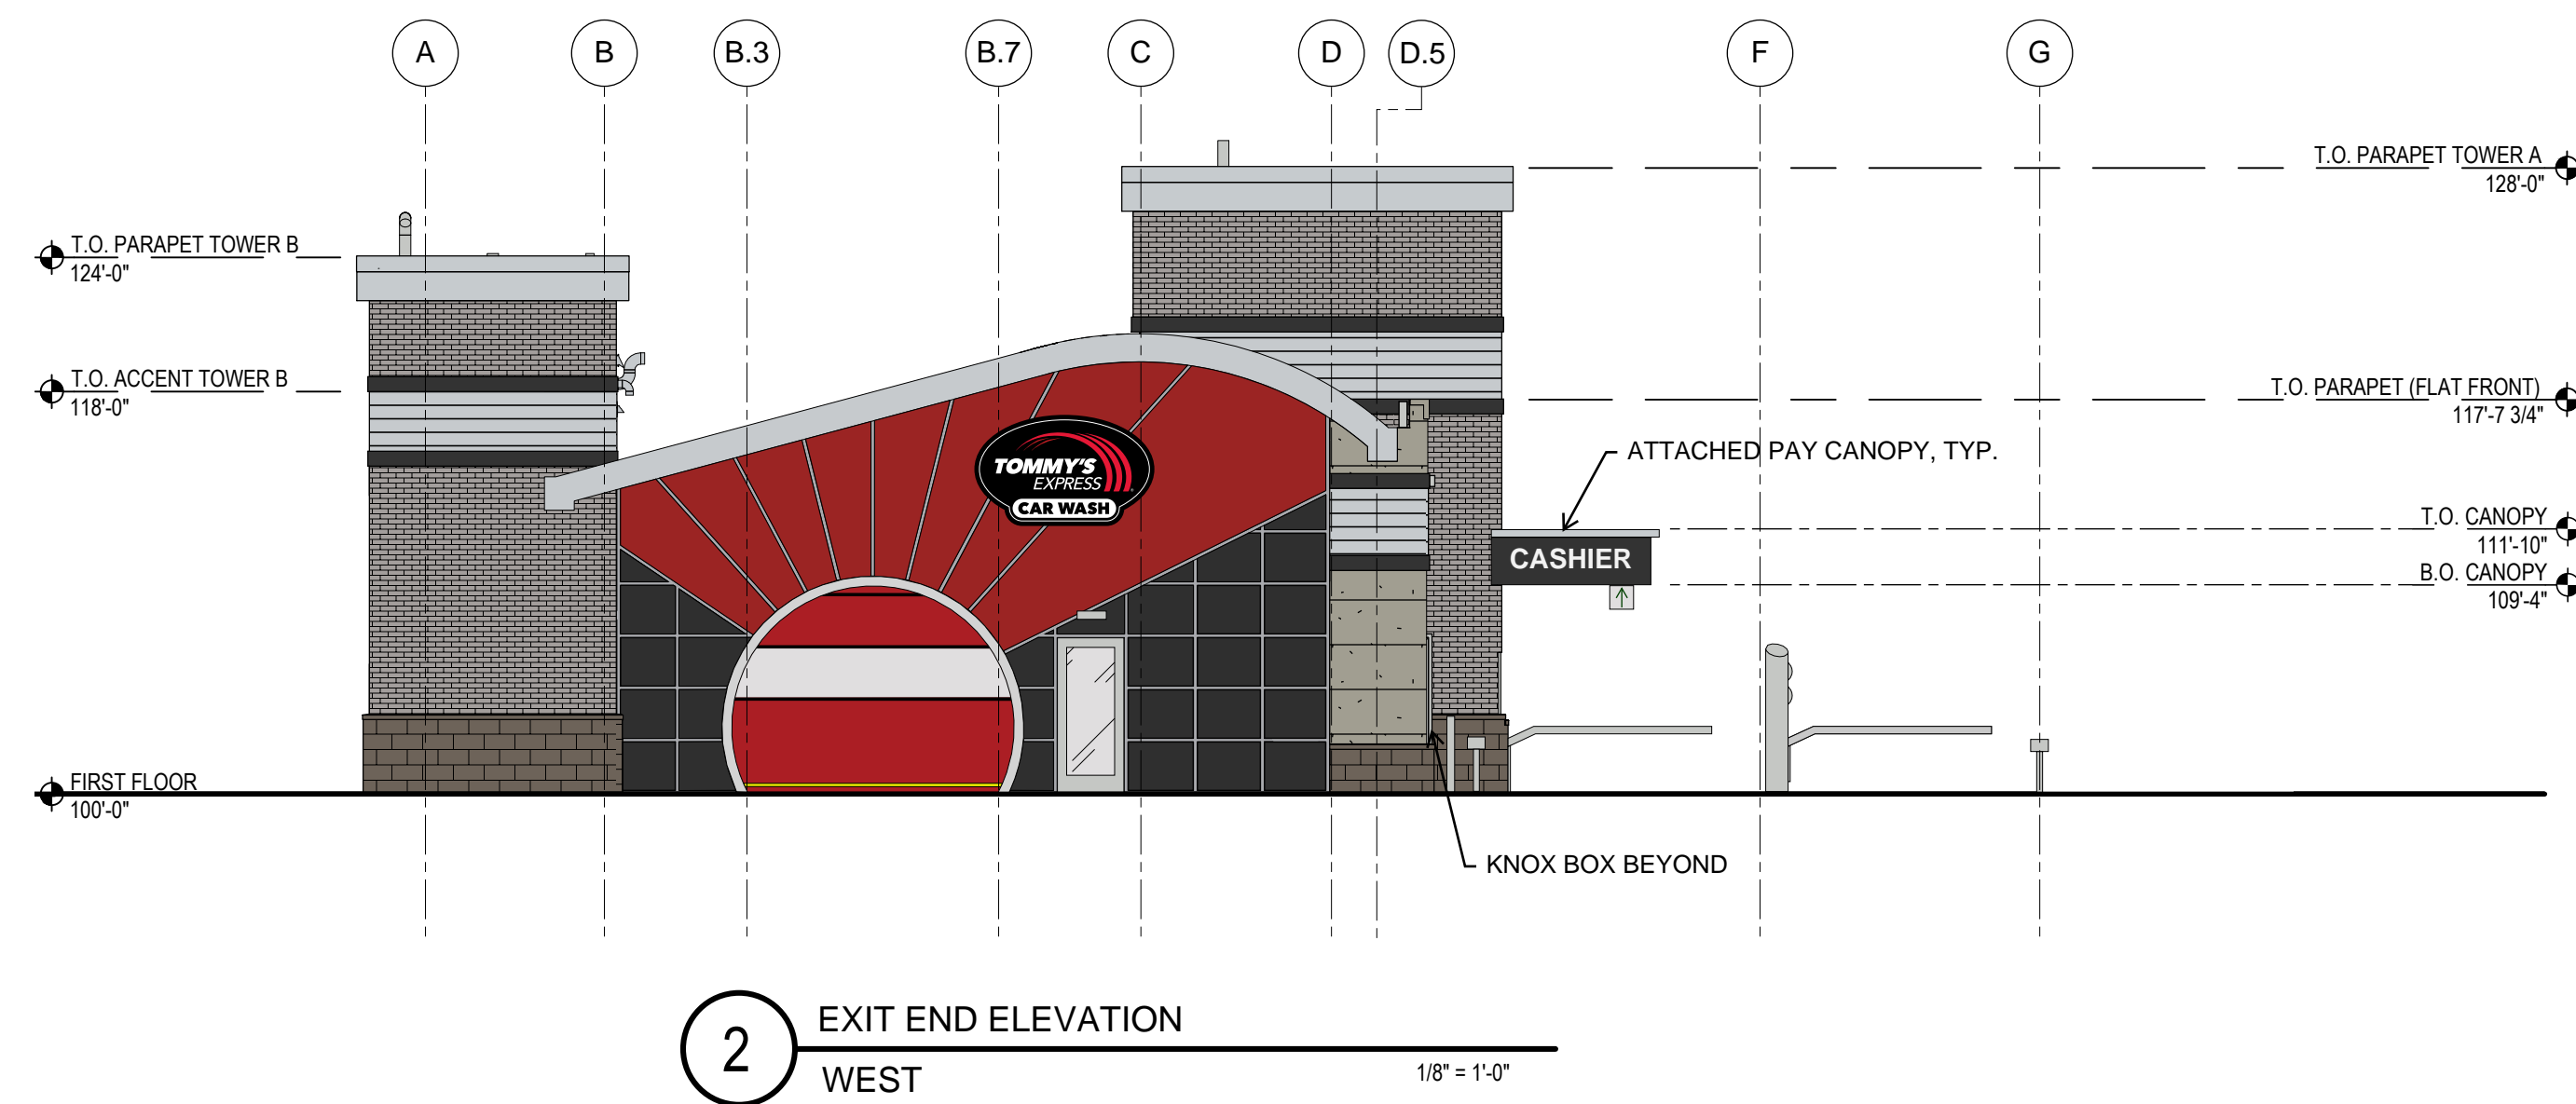 A B B.3 B.7 C D D.5 F G
T.O. PARAPET TOWER A
128'-0"
T.O. PARAPET TOWER B
124'-0"
T.O. ACCENT TOWER B
118'-0"
T.O. PARAPET (FLAT FRONT)
117'-7 3/4"
ATTACHED PAY CANOPY, TYP.
TOMMY'S
EXPRESS
CAR WASH
T.O. CANOPY
111'-10"
CASHIER
B.O. CANOPY
109'-4"
FIRST FLOOR
100'-0"
KNOX BOX BEYOND
2
EXIT END ELEVATION
WEST
1/8" = 1'-0"